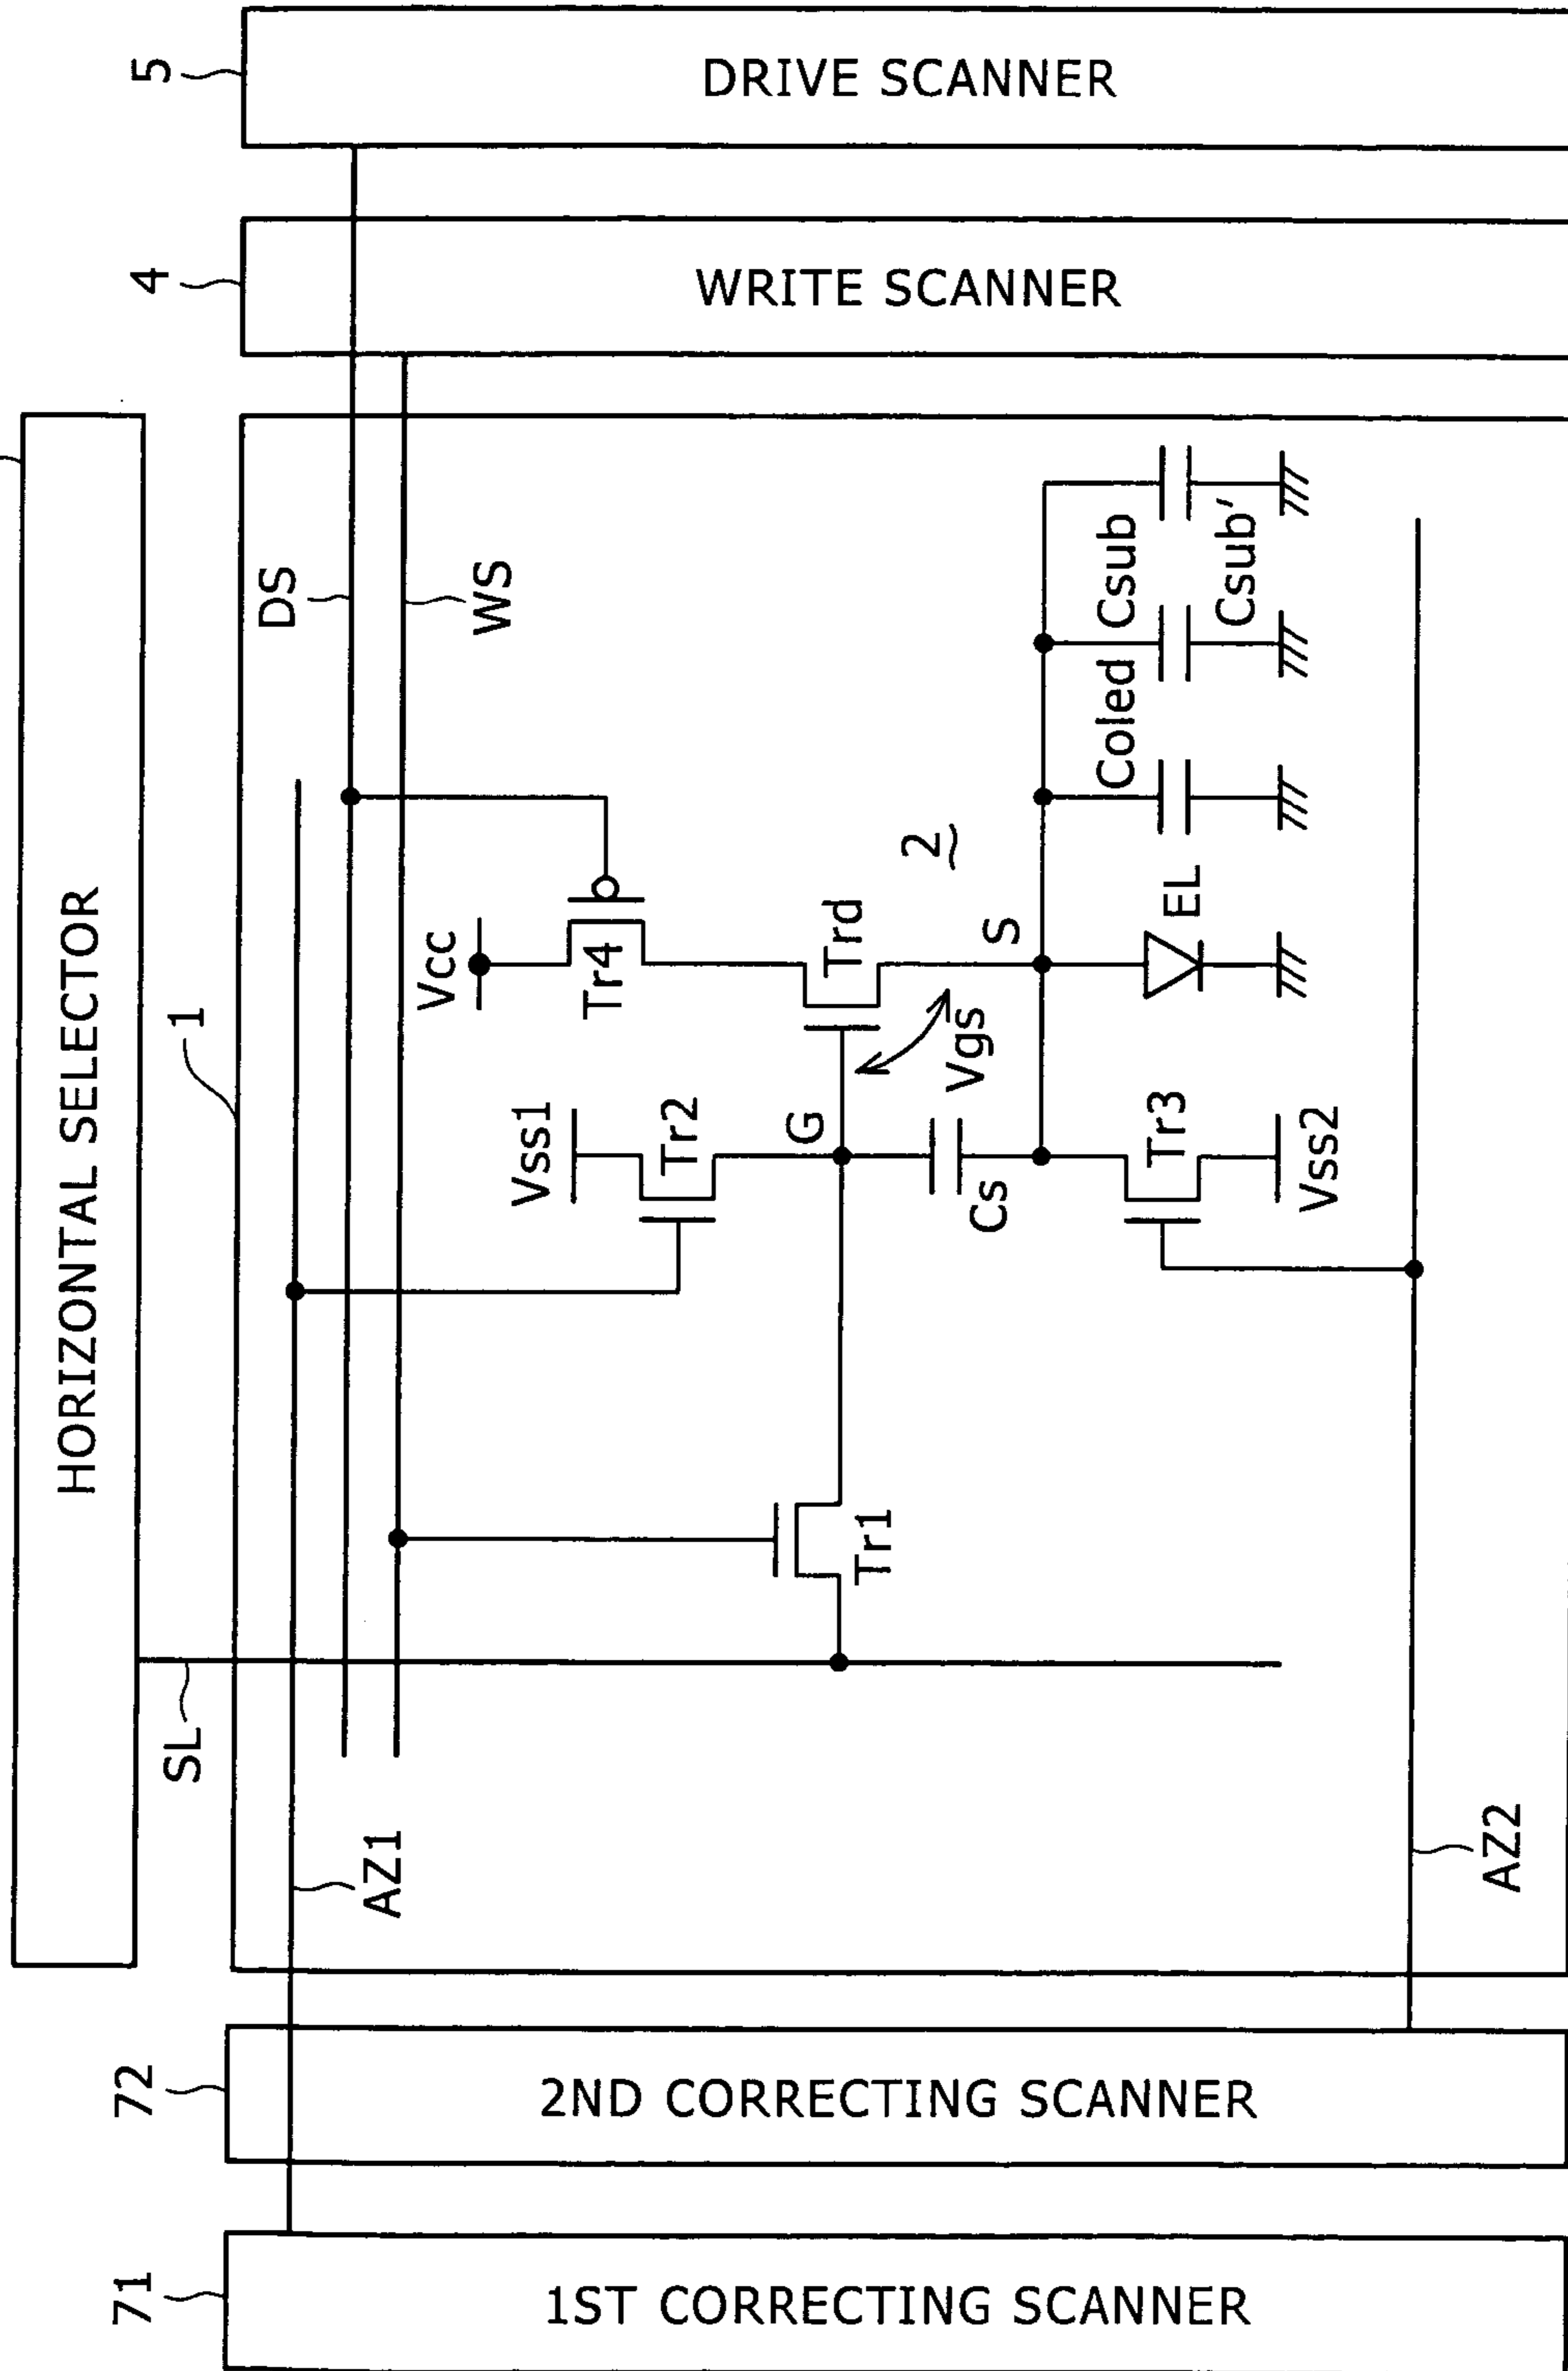 HORIZONTAL SELECTOR
71
72
SL
1
4
5
1ST CORRECTING SCANNER
2ND CORRECTING SCANNER
WRITE SCANNER
DRIVE SCANNER
AZ1
DS
WS
Vcc
Vss1
Tr4
Tr2
G
Trd
Tr1
2
Vgs
S
Cs
Tr3
EL
Coled
Csub
Csub'
Vss2
AZ2